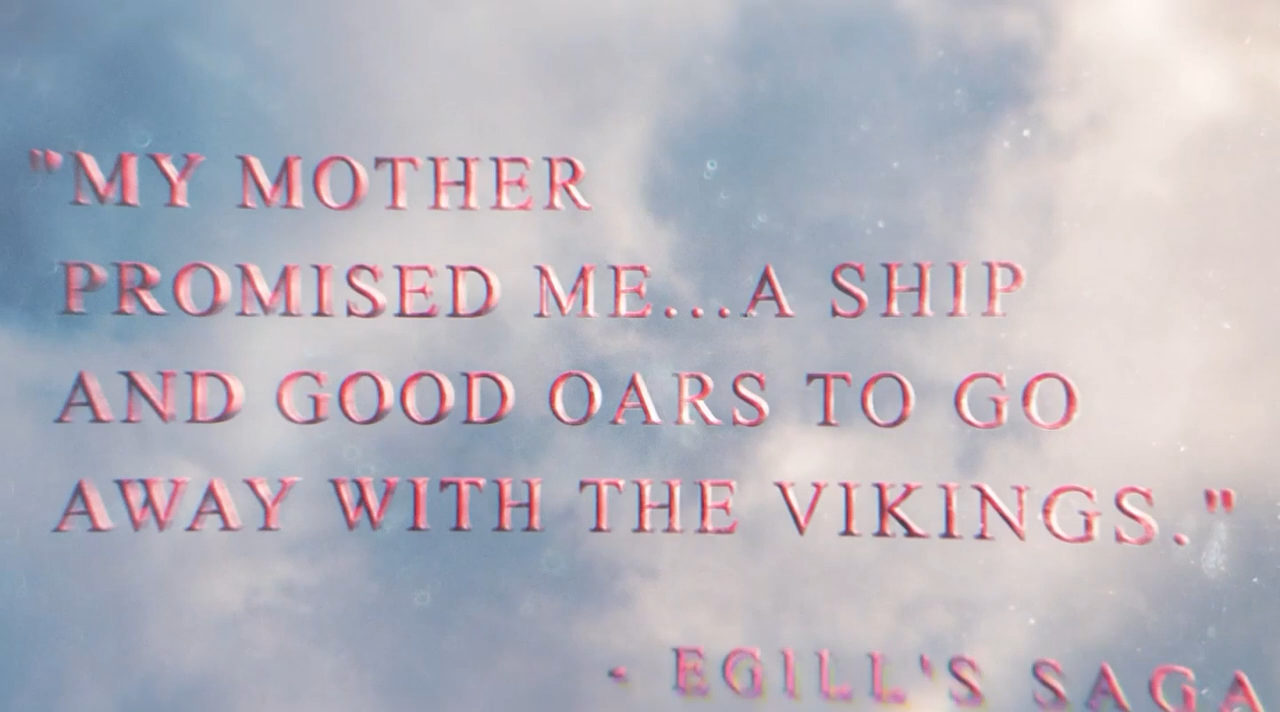 "MY MOTHER
PROMISED ME...A SHIP
AND GOOD OARS TO GO
AWAY WITH THE VIKINGS."
- EGILL'S SAGA